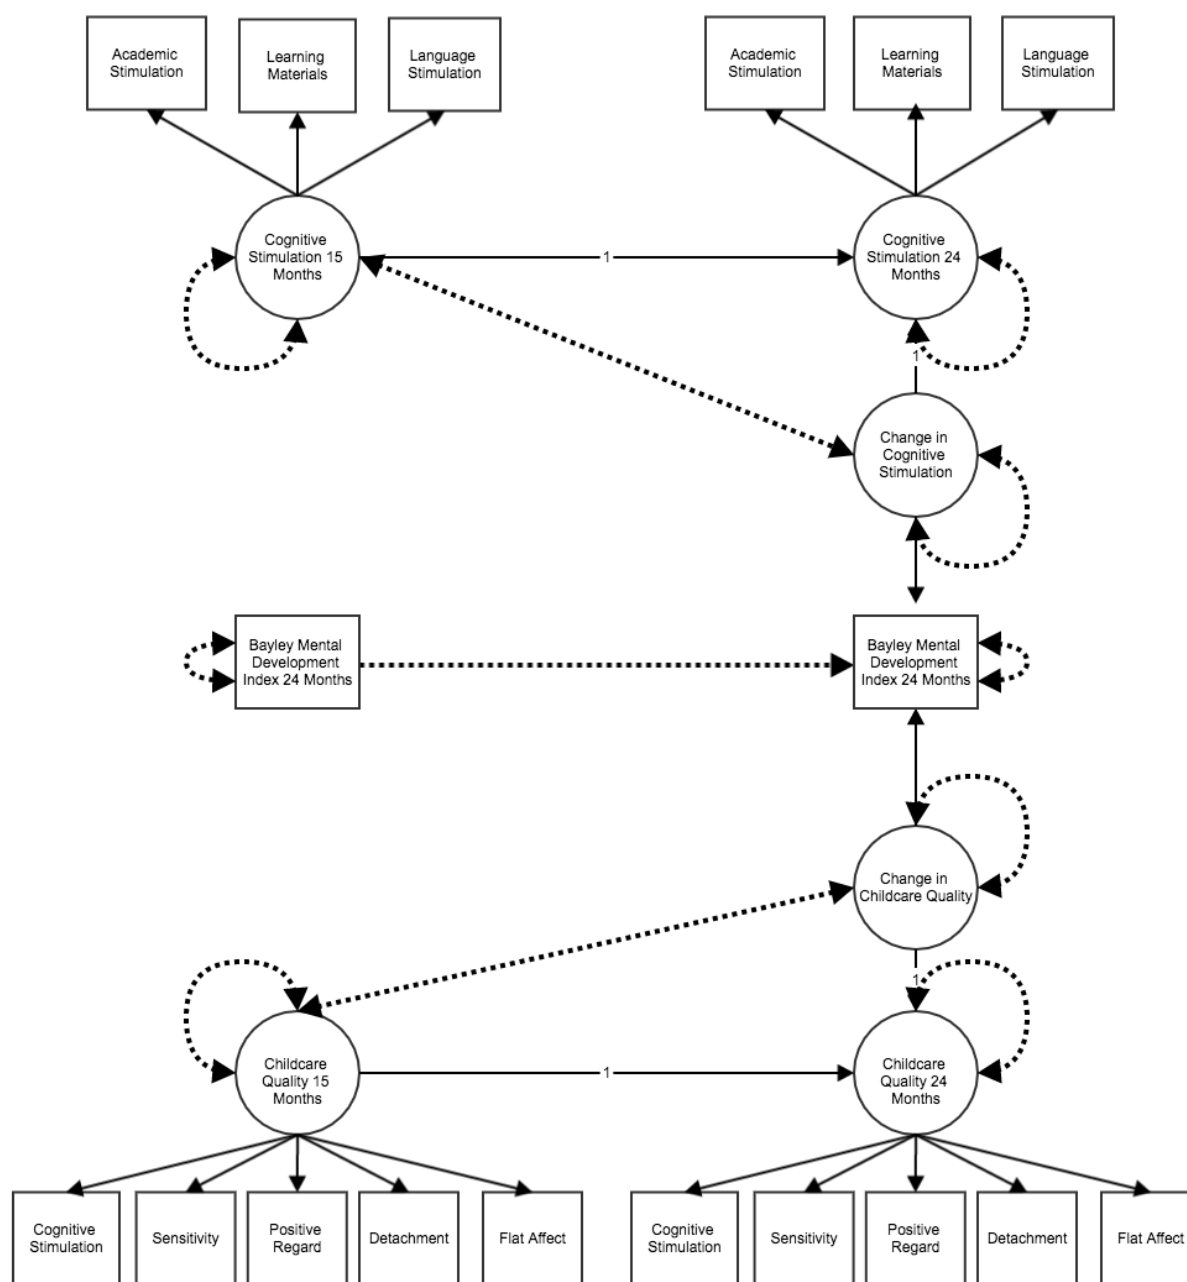 Academic
Stimulation
Learning
Materials
Language
Stimulation
Academic
Stimulation
Learning
Materials
Language
Stimulation
Cognitive
Stimulation 15
Months
1
Cognitive
Stimulation 24
Months
1
Change in
Cognitive
Stimulation
Bayley Mental
Development
Index 24 Months
Bayley Mental
Development
Index 24 Months
Change in
Childcare Quality
1
Childcare
Quality 15
Months
1
Childcare
Quality 24
Months
Cognitive
Stimulation
Sensitivity
Positive
Regard
Detachment
Flat Affect
Cognitive
Stimulation
Sensitivity
Positive
Regard
Detachment
Flat Affect